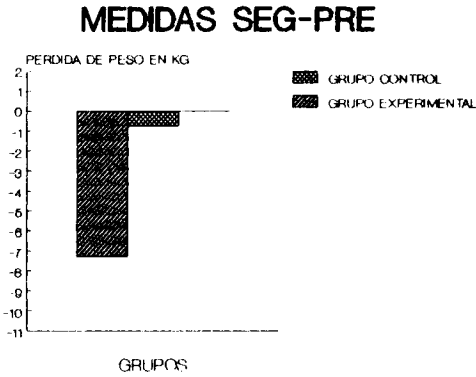 MEDIDAS SEG-PRE
PERDIDA DE PESO EN KG
2
1
0
-1
-2
-3
-4
-5
-6
-7
-8
-9
-10
-11
GRUPO CONTROL
GRUPO EXPERIMENTAL
GRUPOS